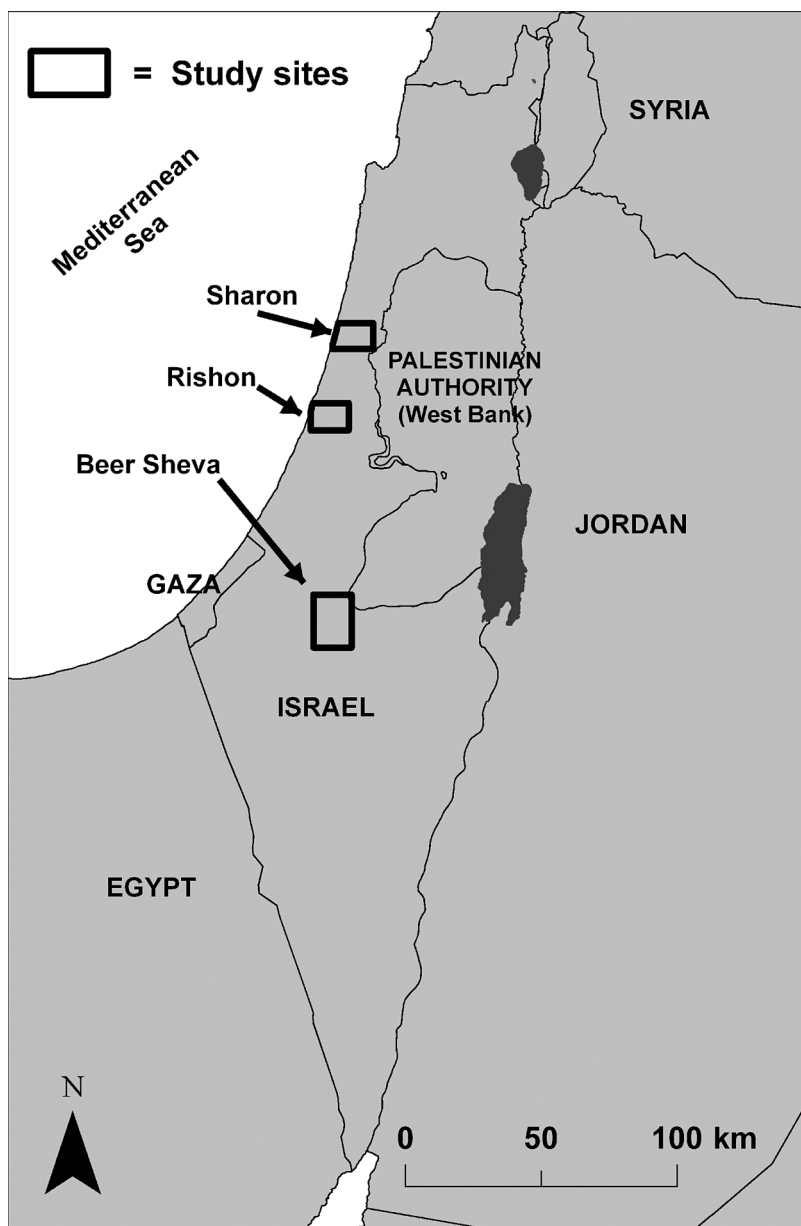 = Study sites
SYRIA
Mediterranean
Sea
Sharon
PALESTINIAN
AUTHORITY
(West Bank)
Rishon
Beer Sheva
JORDAN
GAZA
ISRAEL
EGYPT
N
0 50 100 km